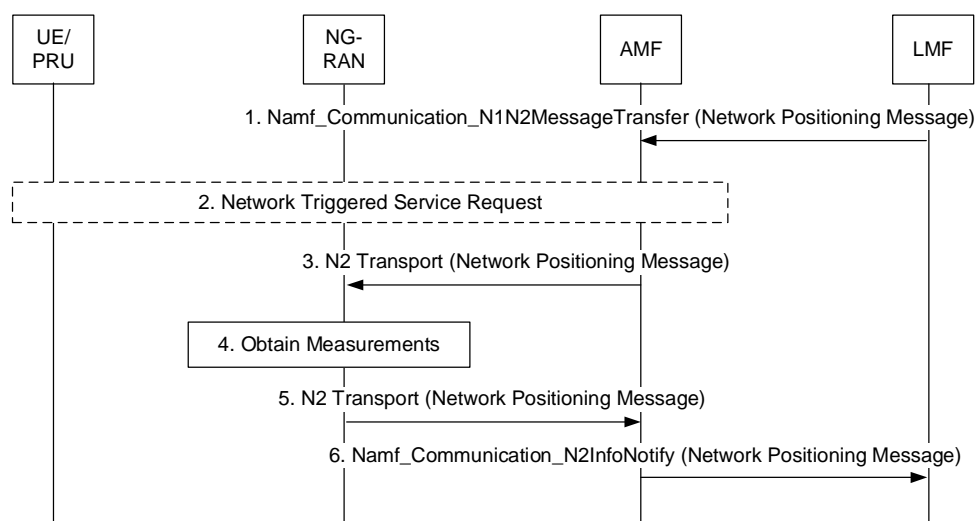 UE/
PRU
NG-
RAN
AMF
LMF
1. Namf_Communication_N1N2MessageTransfer (Network Positioning Message)
2. Network Triggered Service Request
3. N2 Transport (Network Positioning Message)
4. Obtain Measurements
5. N2 Transport (Network Positioning Message)
6. Namf_Communication_N2InfoNotify (Network Positioning Message)